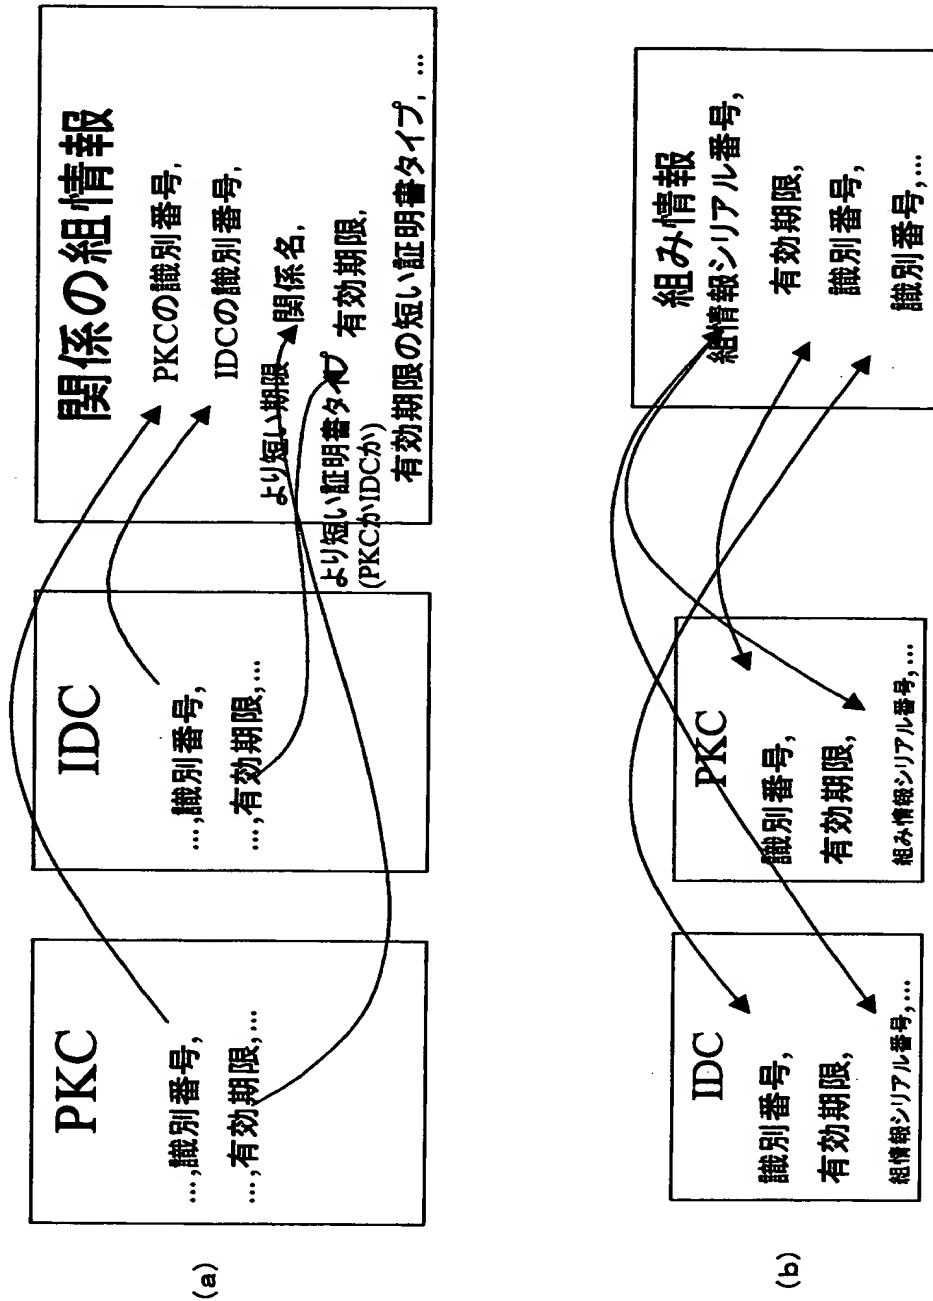 (a)
PKC
...,識別番号,
...,有効期限,...
IDC
...,識別番号,
...,有効期限,...
関係の組情報
PKCの識別番号,
IDCの識別番号,
より短い期限
関係名,
有効期限,
より短い証明書タイプ
(PKCかIDCか)
有効期限の短い証明書タイプ, ...
(b)
IDC
識別番号,
有効期限,
組情報シリアル番号,...
PKC
識別番号,
有効期限,
組み情報シリアル番号,...
組み情報
組情報シリアル番号,
有効期限,
識別番号,
識別番号,...